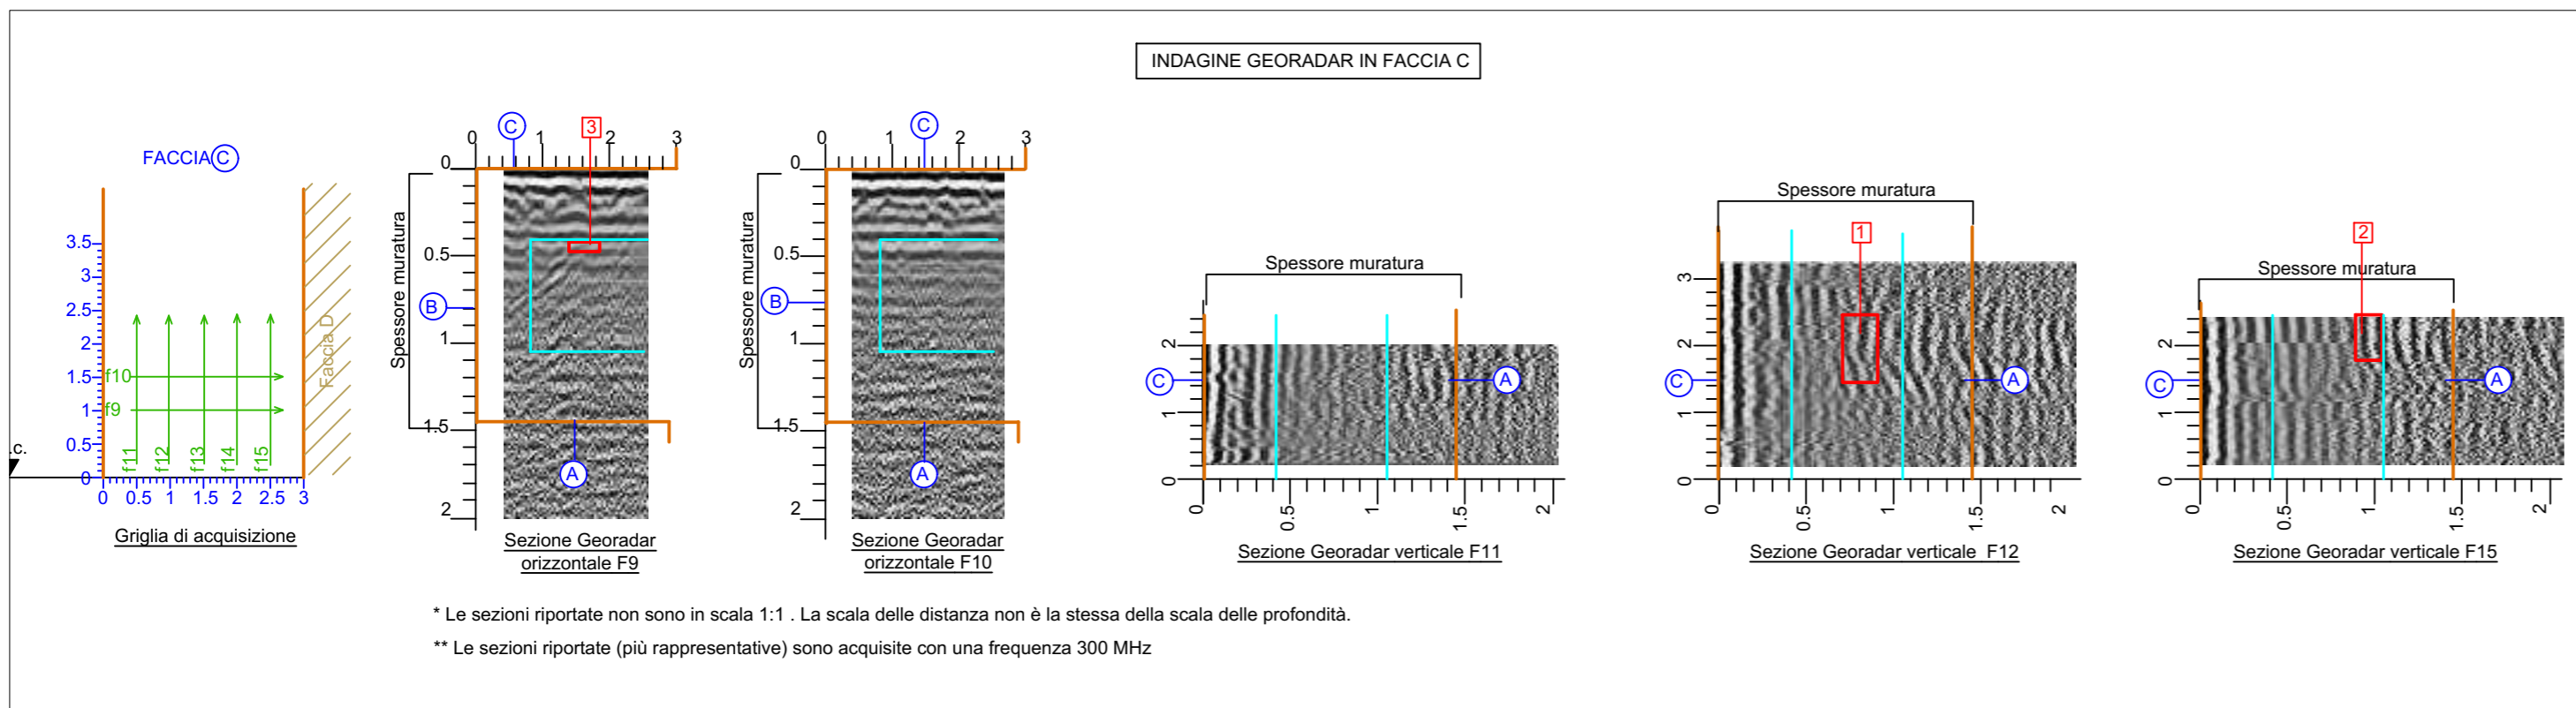 INDAGINE GEORADAR IN FACCIA C
FACCIA C
3.5
3
2.5
2
1.5
1
0.5
0
f10
f9
f11
f12
f13
f14
f15
Faccia D
.c.
0 0.5 1 1.5 2 2.5 3
Griglia di acquisizione
C
3
0 1 2 3
0
0.5
1
1.5
2
Spessore muratura
B
A
Sezione Georadar
orizzontale F9
C
0 1 2 3
0
0.5
1
1.5
2
Spessore muratura
B
A
Sezione Georadar
orizzontale F10
Spessore muratura
2
1
0
C
A
0 0.5 1 1.5 2
Sezione Georadar verticale F11
Spessore muratura
1
3
2
1
0
C
A
0 0.5 1 1.5 2
Sezione Georadar verticale F12
2
Spessore muratura
2
1
0
C
A
0 0.5 1 1.5 2
Sezione Georadar verticale F15
* Le sezioni riportate non sono in scala 1:1 . La scala delle distanza non è la stessa della scala delle profondità.
** Le sezioni riportate (più rappresentative) sono acquisite con una frequenza 300 MHz